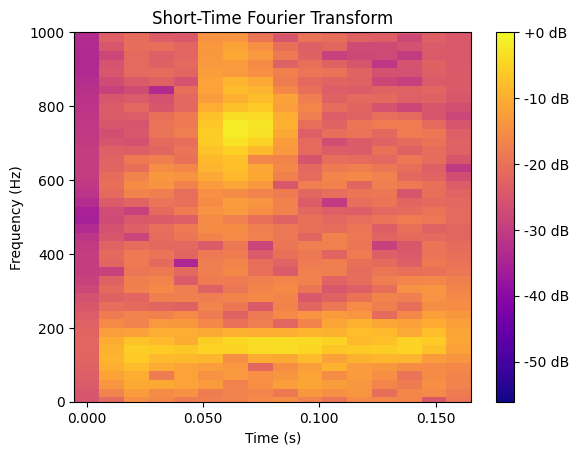 Short-Time Fourier Transform
1000
800
600
400
200
0
Frequency (Hz)
0.000
0.050
0.100
0.150
Time (s)
+0 dB
-10 dB
-20 dB
-30 dB
-40 dB
-50 dB